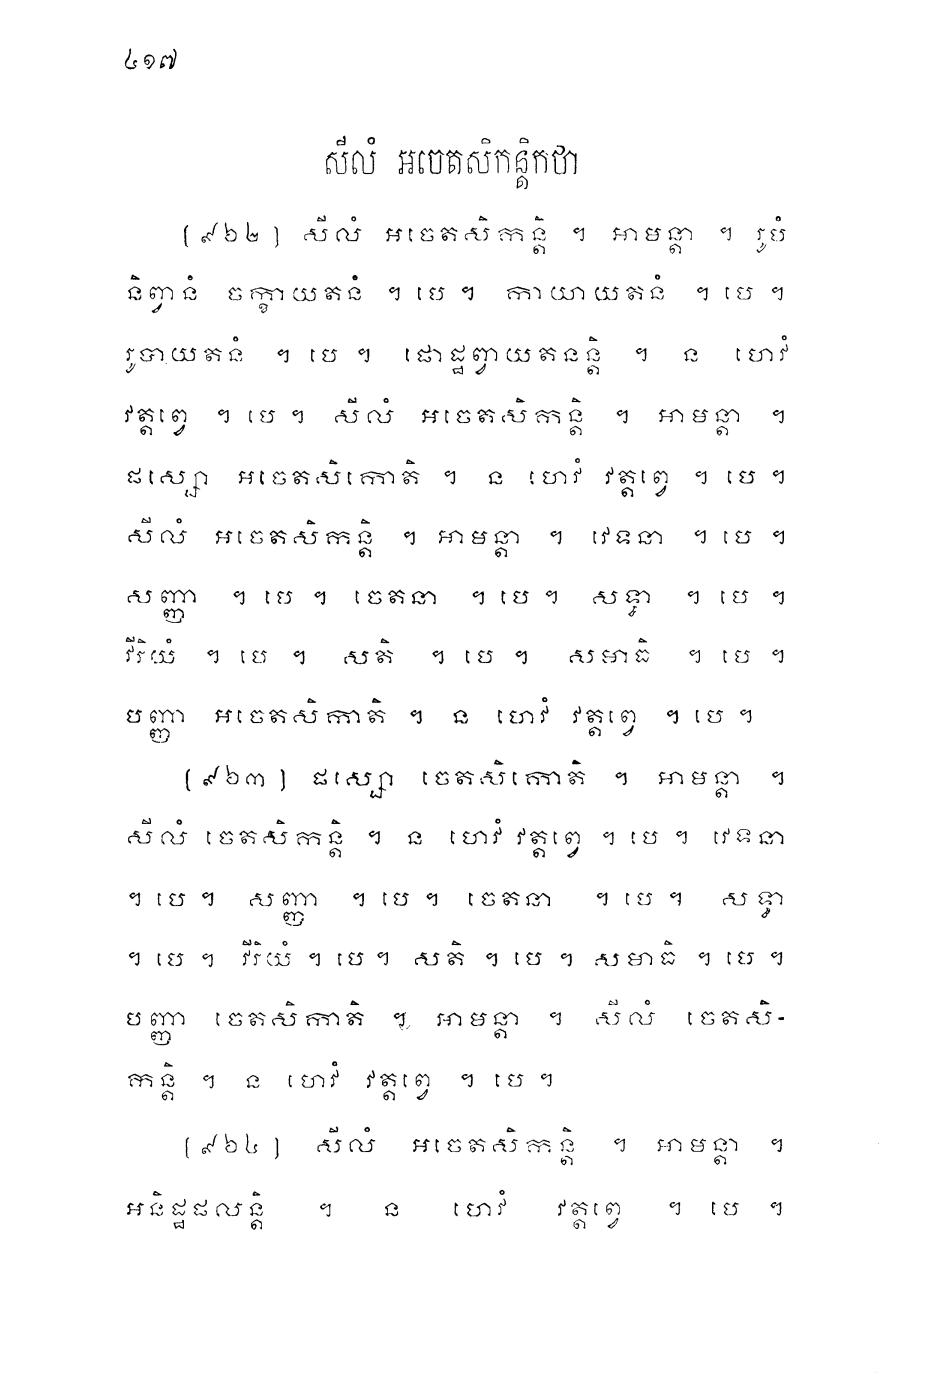 ៤១៧
សីលំ អចេតសិកន្តិកថា
(៩៦២) សីលំ អចេតសិកន្តិ ។ អាមន្តា ។ រូបំ
និព្វានំ ចក្ខាយតនំ ។ បេ ។ កាយាយតនំ ។ បេ ។
រូបាយតនំ ។ បេ ។ ផោដ្ឋព្វាយតនន្តិ ។ ន ហេវំ
វត្តព្វេ ។ បេ ។ សីលំ អចេតសិកន្តិ ។ អាមន្តា ។
ផស្សោ អចេតសិកោតិ ។ ន ហេវំ វត្តព្វេ ។ បេ ។
សីលំ អចេតសិកន្តិ ។ អាមន្តា ។ វេទនា ។ បេ ។
សញ្ញា ។ បេ ។ ចេតនា ។ បេ ។ សទ្ធា ។ បេ ។
វីរិយំ ។ បេ ។ សតិ ។ បេ ។ សមាធិ ។ បេ ។
បញ្ញា អចេតសិកាតិ ។ ន ហេវំ វត្តព្វេ ។ បេ ។
(៩៦៣) ផស្សោ ចេតសិកោតិ ។ អាមន្តា ។
សីលំ ចេតសិកន្តិ ។ ន ហេវំ វត្តព្វេ ។ បេ ។ វេទនា
។ បេ ។ សញ្ញា ។ បេ ។ ចេតនា ។ បេ ។ សទ្ធា
។ បេ ។ វីរិយំ ។ បេ ។ សតិ ។ បេ ។ សមាធិ ។ បេ ។
បញ្ញា ចេតសិកាតិ ។ អាមន្តា ។ សីលំ ចេតសិ-
កន្តិ ។ ន ហេវំ វត្តព្វេ ។ បេ ។
(៩៦៤) សីលំ អចេតសិកន្តិ ។ អាមន្តា ។
អនិដ្ឋផលន្តិ ។ ន ហេវំ វត្តព្វេ ។ បេ ។